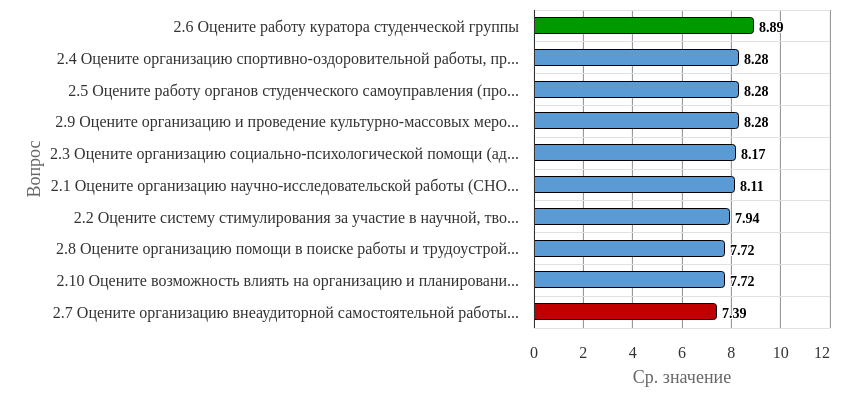 2.6 Оцените работу куратора студенческой группы 8.89
2.4 Оцените организацию спортивно-оздоровительной работы, пр... 8.28
2.5 Оцените работу органов студенческого самоуправления (про... 8.28
2.9 Оцените организацию и проведение культурно-массовых меро... 8.28
2.3 Оцените организацию социально-психологической помощи (ад... 8.17
2.1 Оцените организацию научно-исследовательской работы (СНО... 8.11
2.2 Оцените систему стимулирования за участие в научной, тво... 7.94
2.8 Оцените организацию помощи в поиске работы и трудоустрой... 7.72
2.10 Оцените возможность влиять на организацию и планировани... 7.72
2.7 Оцените организацию внеаудиторной самостоятельной работы... 7.39
Вопрос
0 2 4 6 8 10 12
Ср. значение